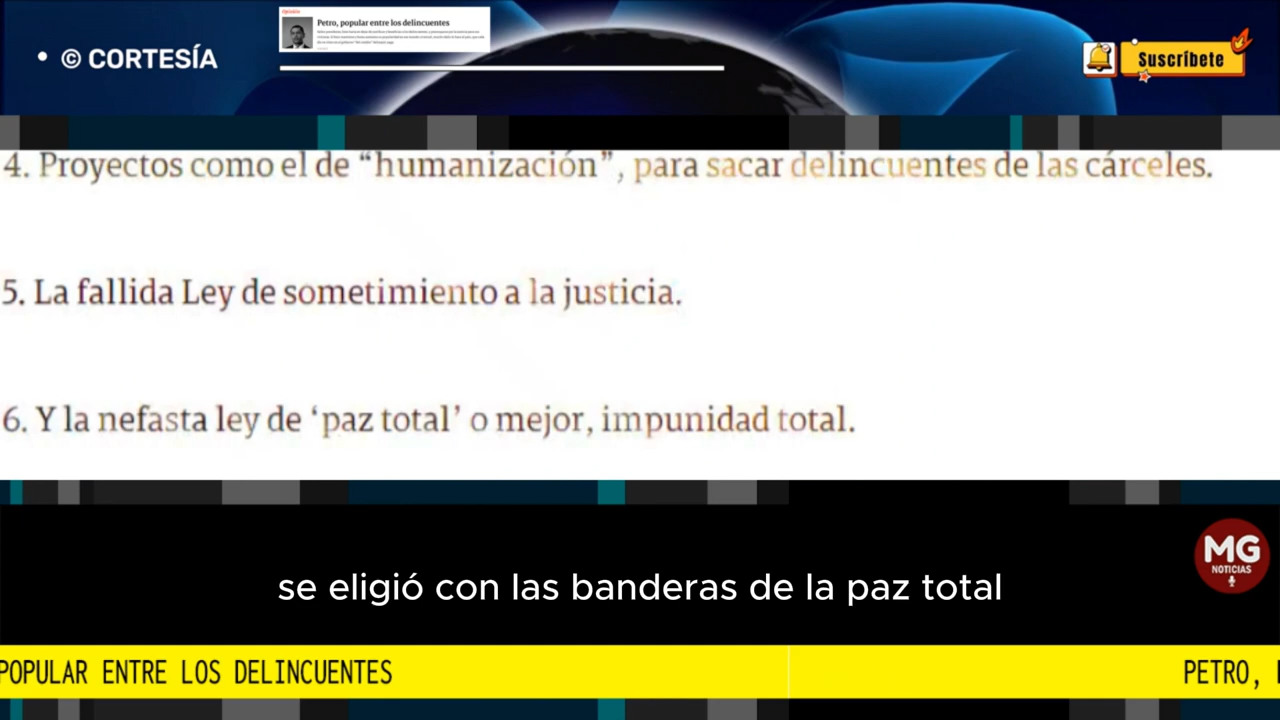 • © CORTESÍA
Opinión
Petro, popular entre los delincuentes
Suscríbete
4. Proyectos como el de “humanización”, para sacar delincuentes de las cárceles.
5. La fallida Ley de sometimiento a la justicia.
6. Y la nefasta ley de ‘paz total’ o mejor, impunidad total.
MG
NOTICIAS
se eligió con las banderas de la paz total
POPULAR ENTRE LOS DELINCUENTES
PETRO,